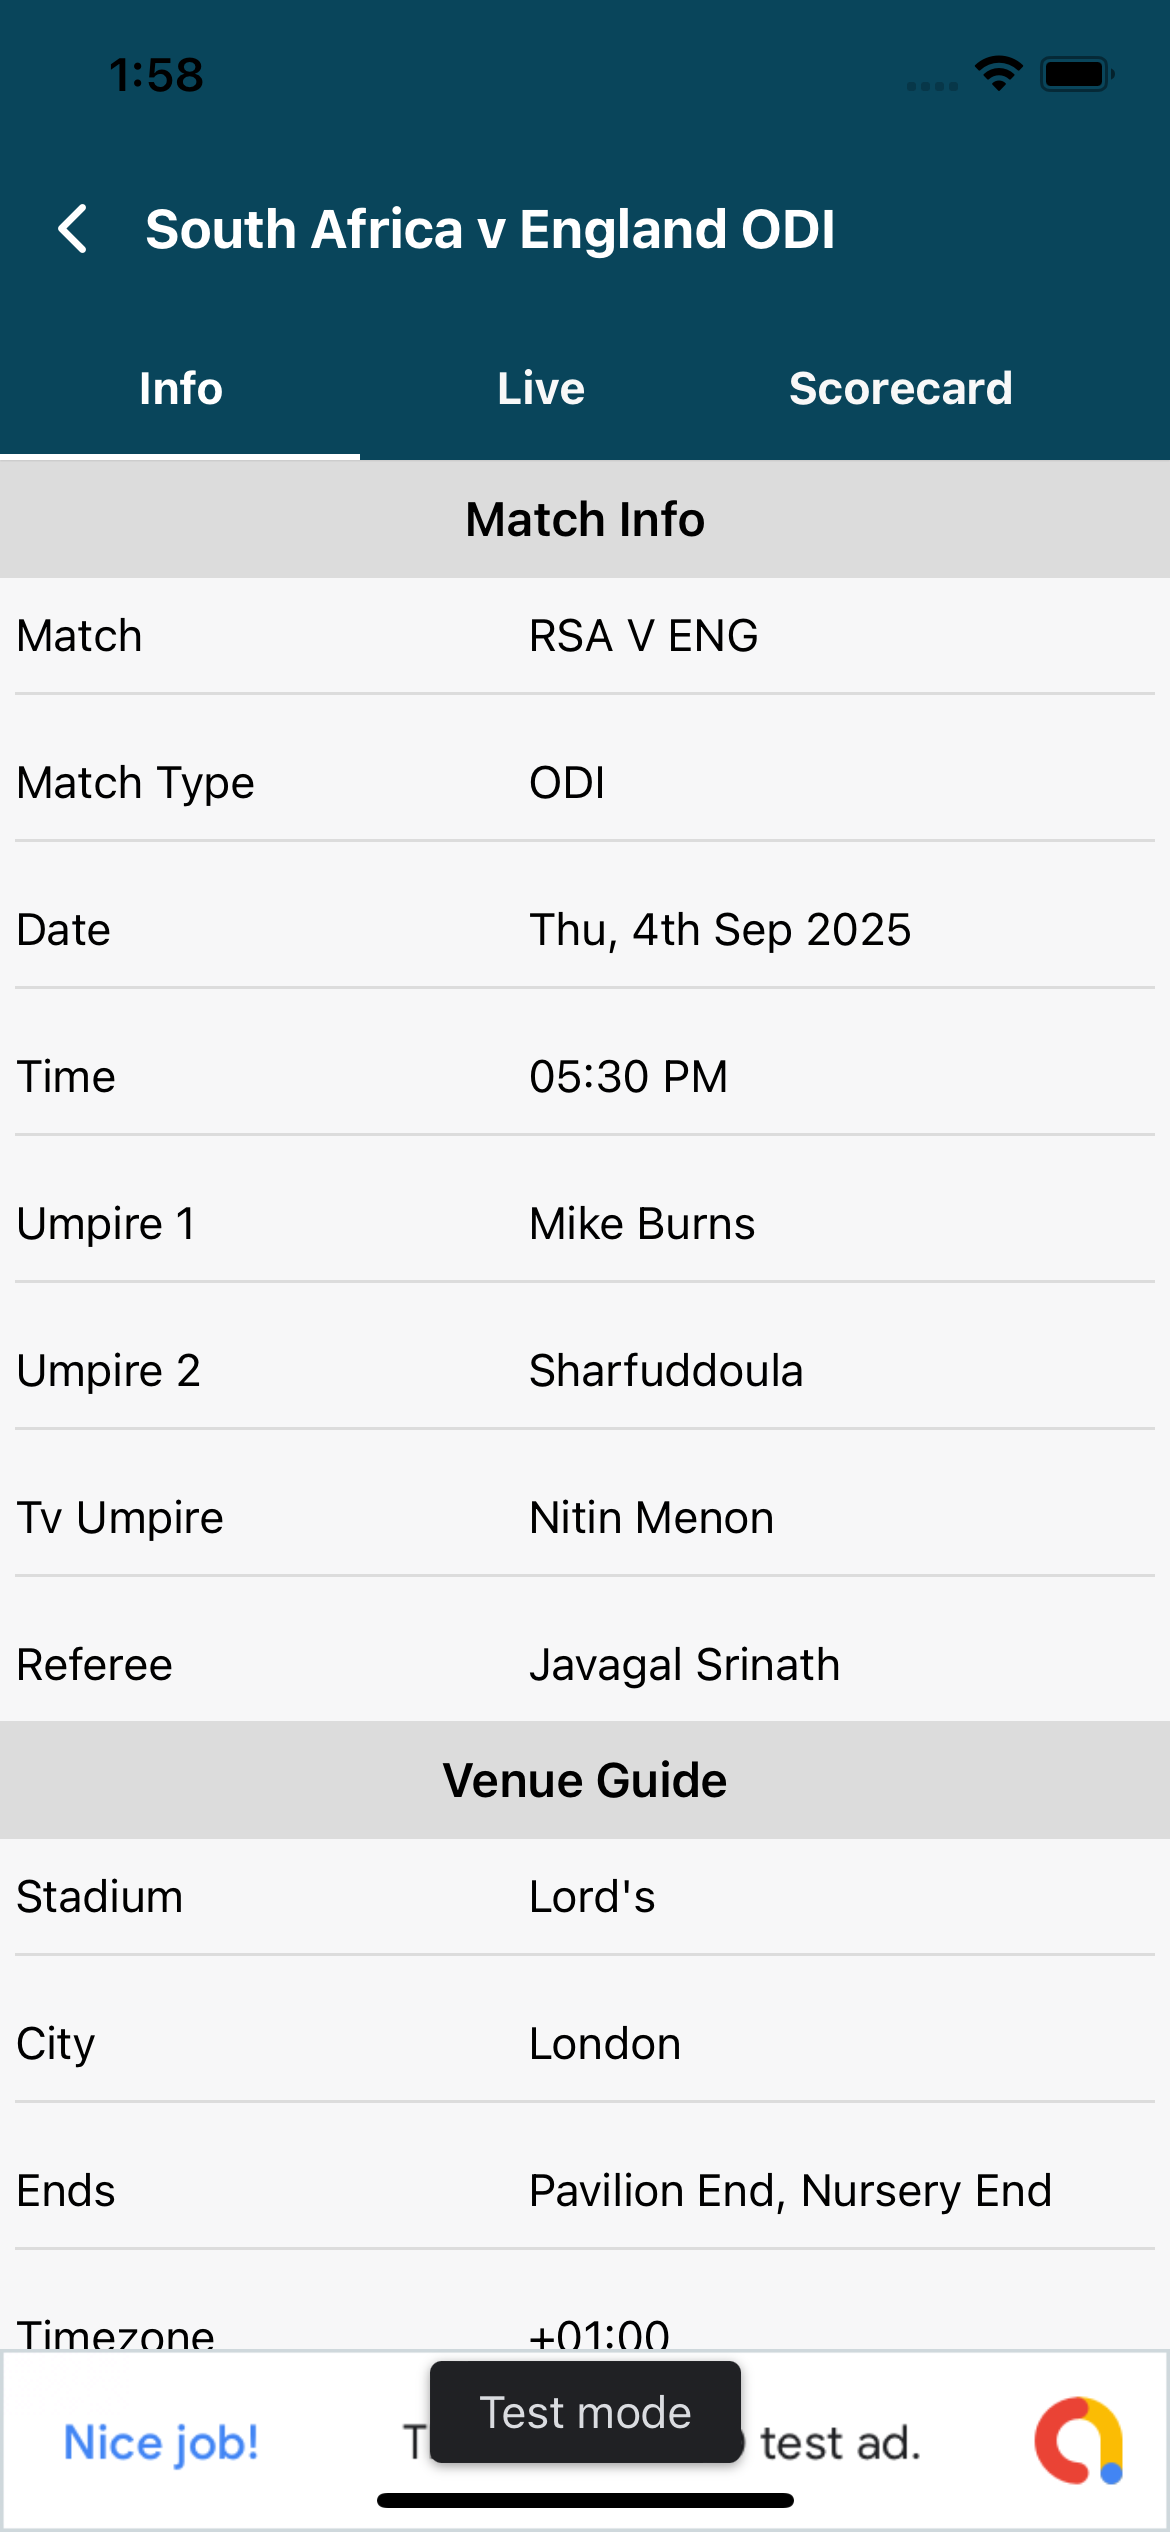 1:58
South Africa v England ODI
Info Live Scorecard
Match Info
Match RSA V ENG
Match Type ODI
Date Thu, 4th Sep 2025
Time 05:30 PM
Umpire 1 Mike Burns
Umpire 2 Sharfuddoula
Tv Umpire Nitin Menon
Referee Javagal Srinath
Venue Guide
Stadium Lord's
City London
Ends Pavilion End, Nursery End
Timezone +01:00
Test mode
Nice job! test ad.